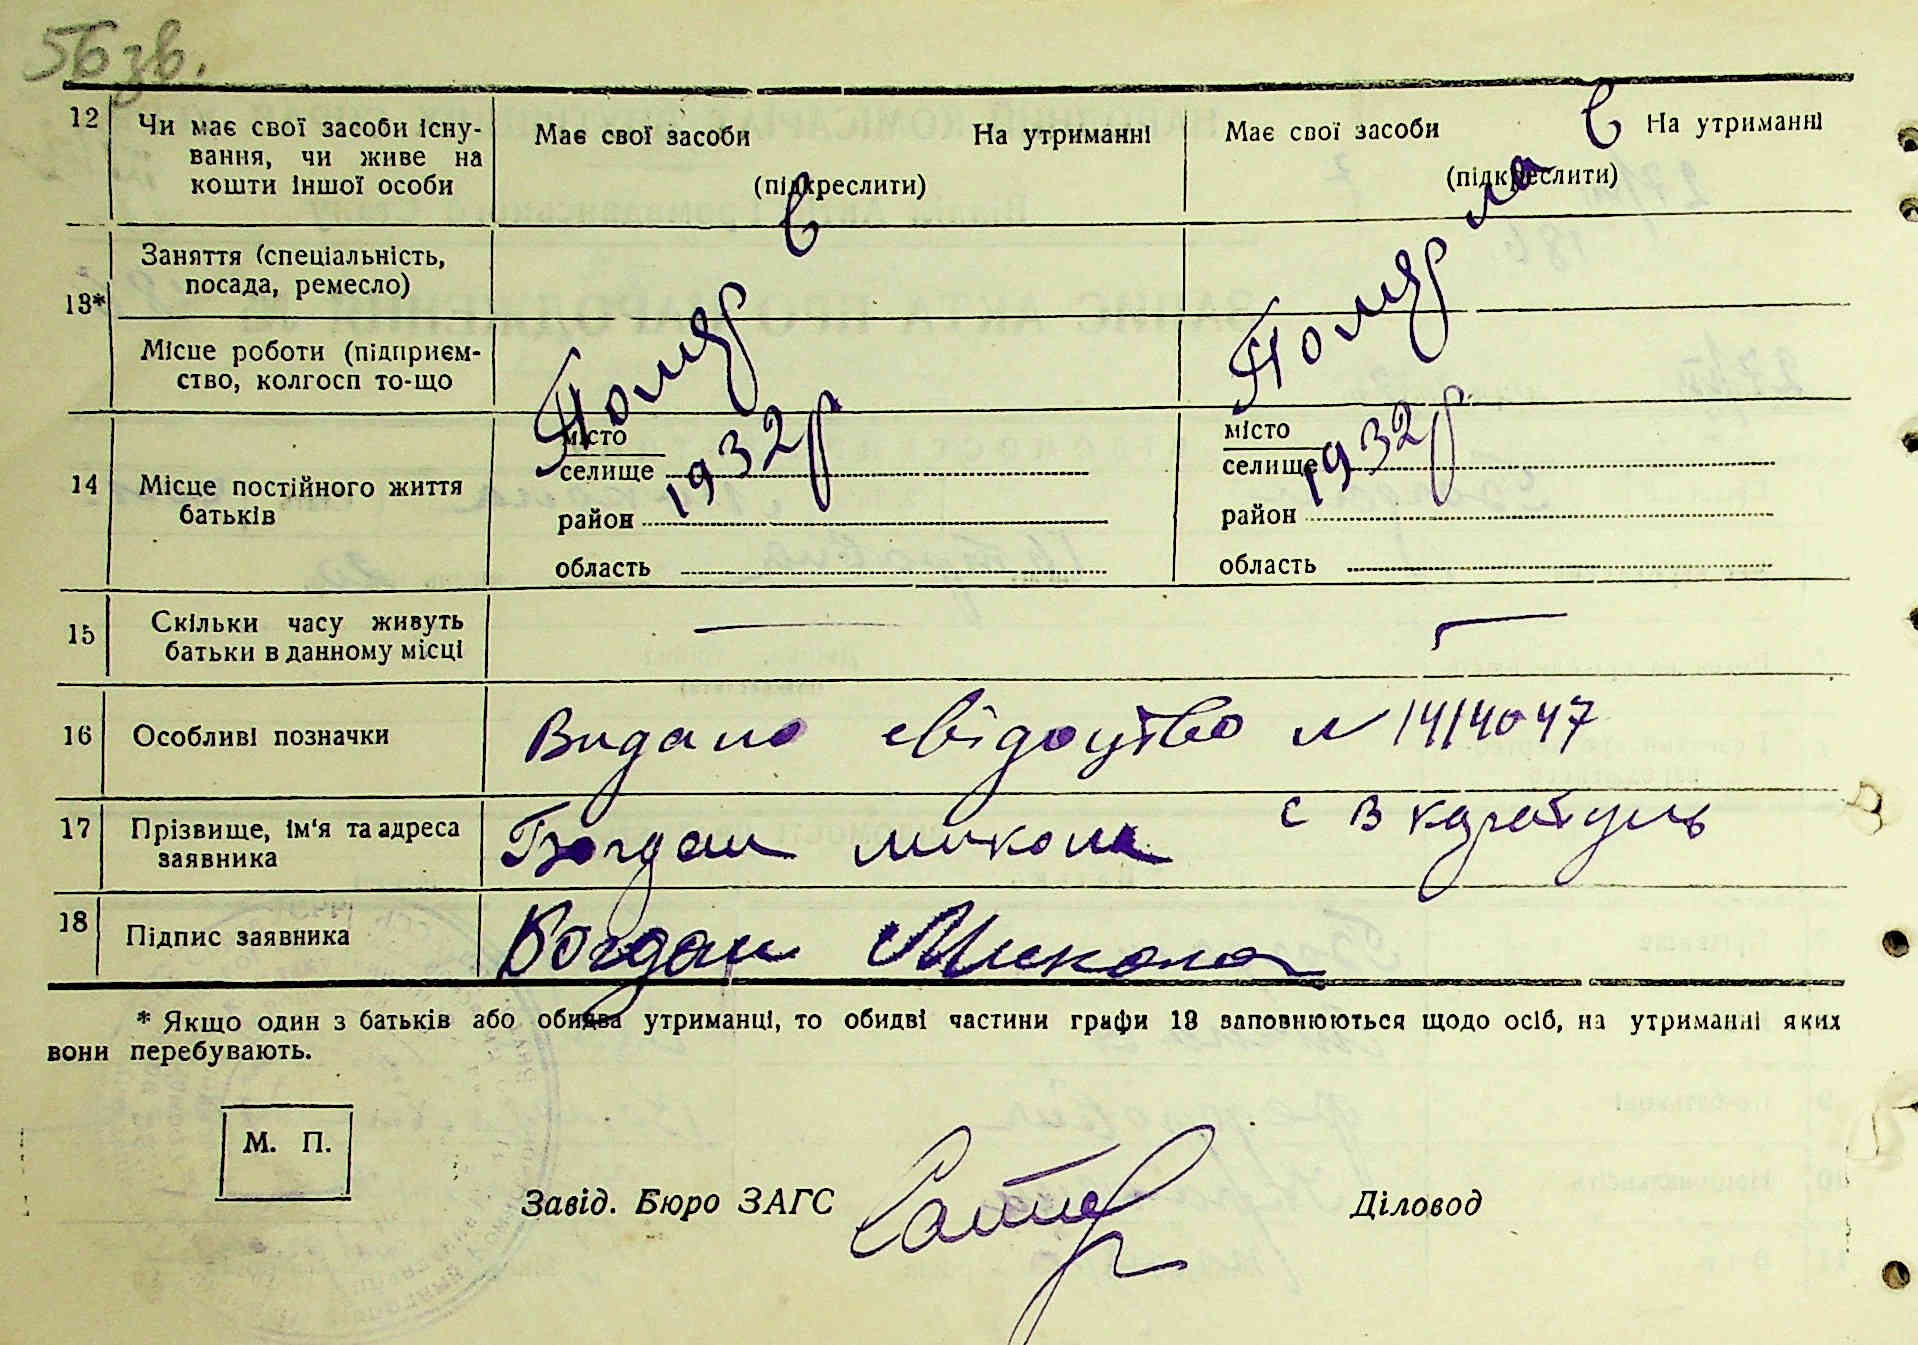 56 зв.
12 Чи має свої засоби існування, чи живе на кошти іншої особи
Має свої засоби На утриманні
(підкреслити)
Має свої засоби На утриманні
(підкреслити)
13* Заняття (спеціальність, посада, ремесло)
Місце роботи (підприємство, колгосп то-що
Помер в
1932 р
Померла в
1932 р
14 Місце постійного життя батьків
місто
селище
район
область
місто
селище
район
область
15 Скільки часу живуть батьки в данному місці
16 Особливі позначки
Видано свідоцтво N 1414047
17 Прізвище, ім'я та адреса заявника
Богдан микола с В каратуль
18 Підпис заявника
Богдан Микола
* Якщо один з батьків або обидва утриманці, то обидві частини графи 13 заповнюються щодо осіб, на утриманні яких
вони перебувають.
М. П.
Завід. Бюро ЗАГС
Діловод